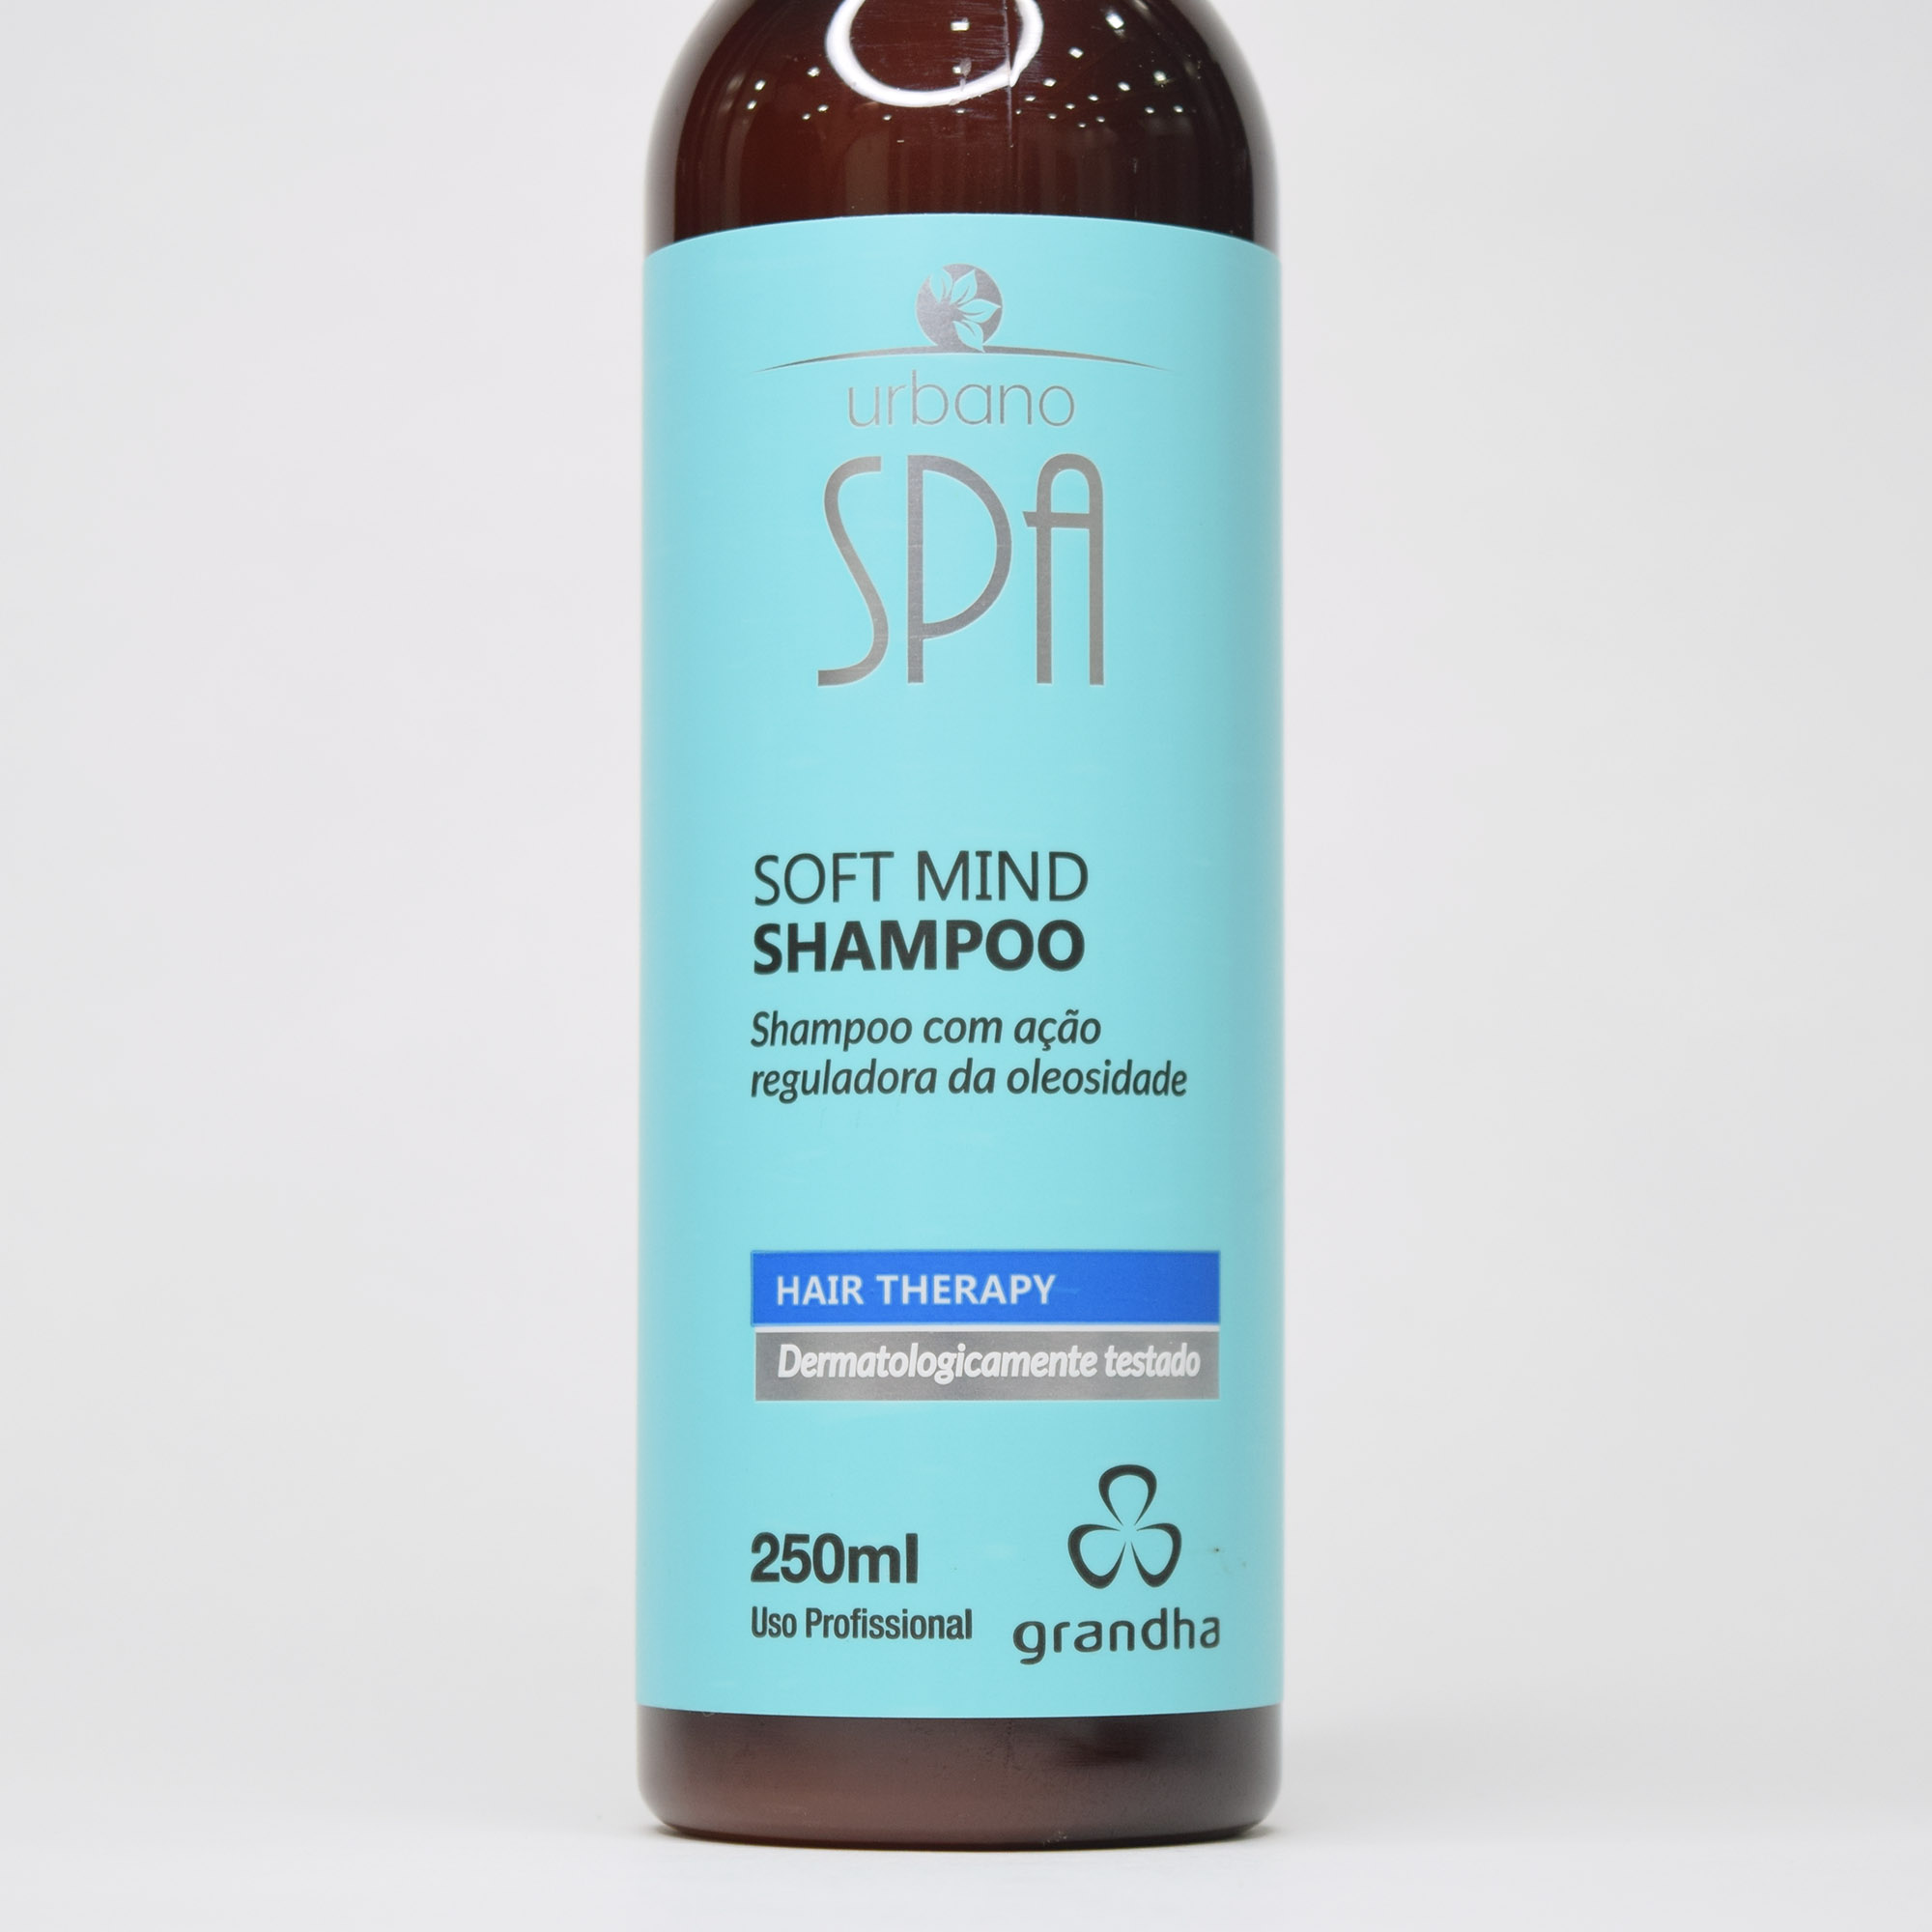 urbano
SPA
SOFT MIND
SHAMPOO
Shampoo com ação
reguladora da oleosidade
HAIR THERAPY
Dermatologicamente testado
250ml
Uso Profissional
grandha